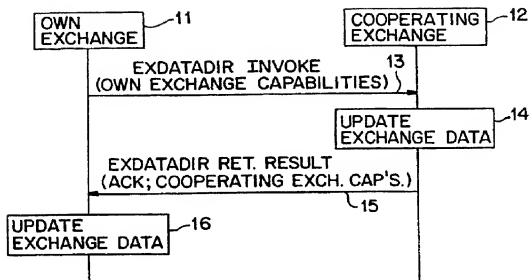 OWN
EXCHANGE
11
COOPERATING
EXCHANGE
12
EXDATADIR INVOKE
(OWN EXCHANGE CAPABILITIES)
13
UPDATE
EXCHANGE DATA
14
EXDATADIR RET. RESULT
(ACK; COOPERATING EXCH. CAP'S.)
15
UPDATE
EXCHANGE DATA
16